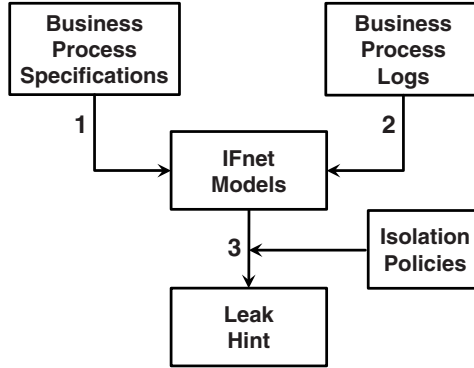 Business
Process
Specifications
Business
Process
Logs
1
2
IFnet
Models
3
Isolation
Policies
Leak
Hint